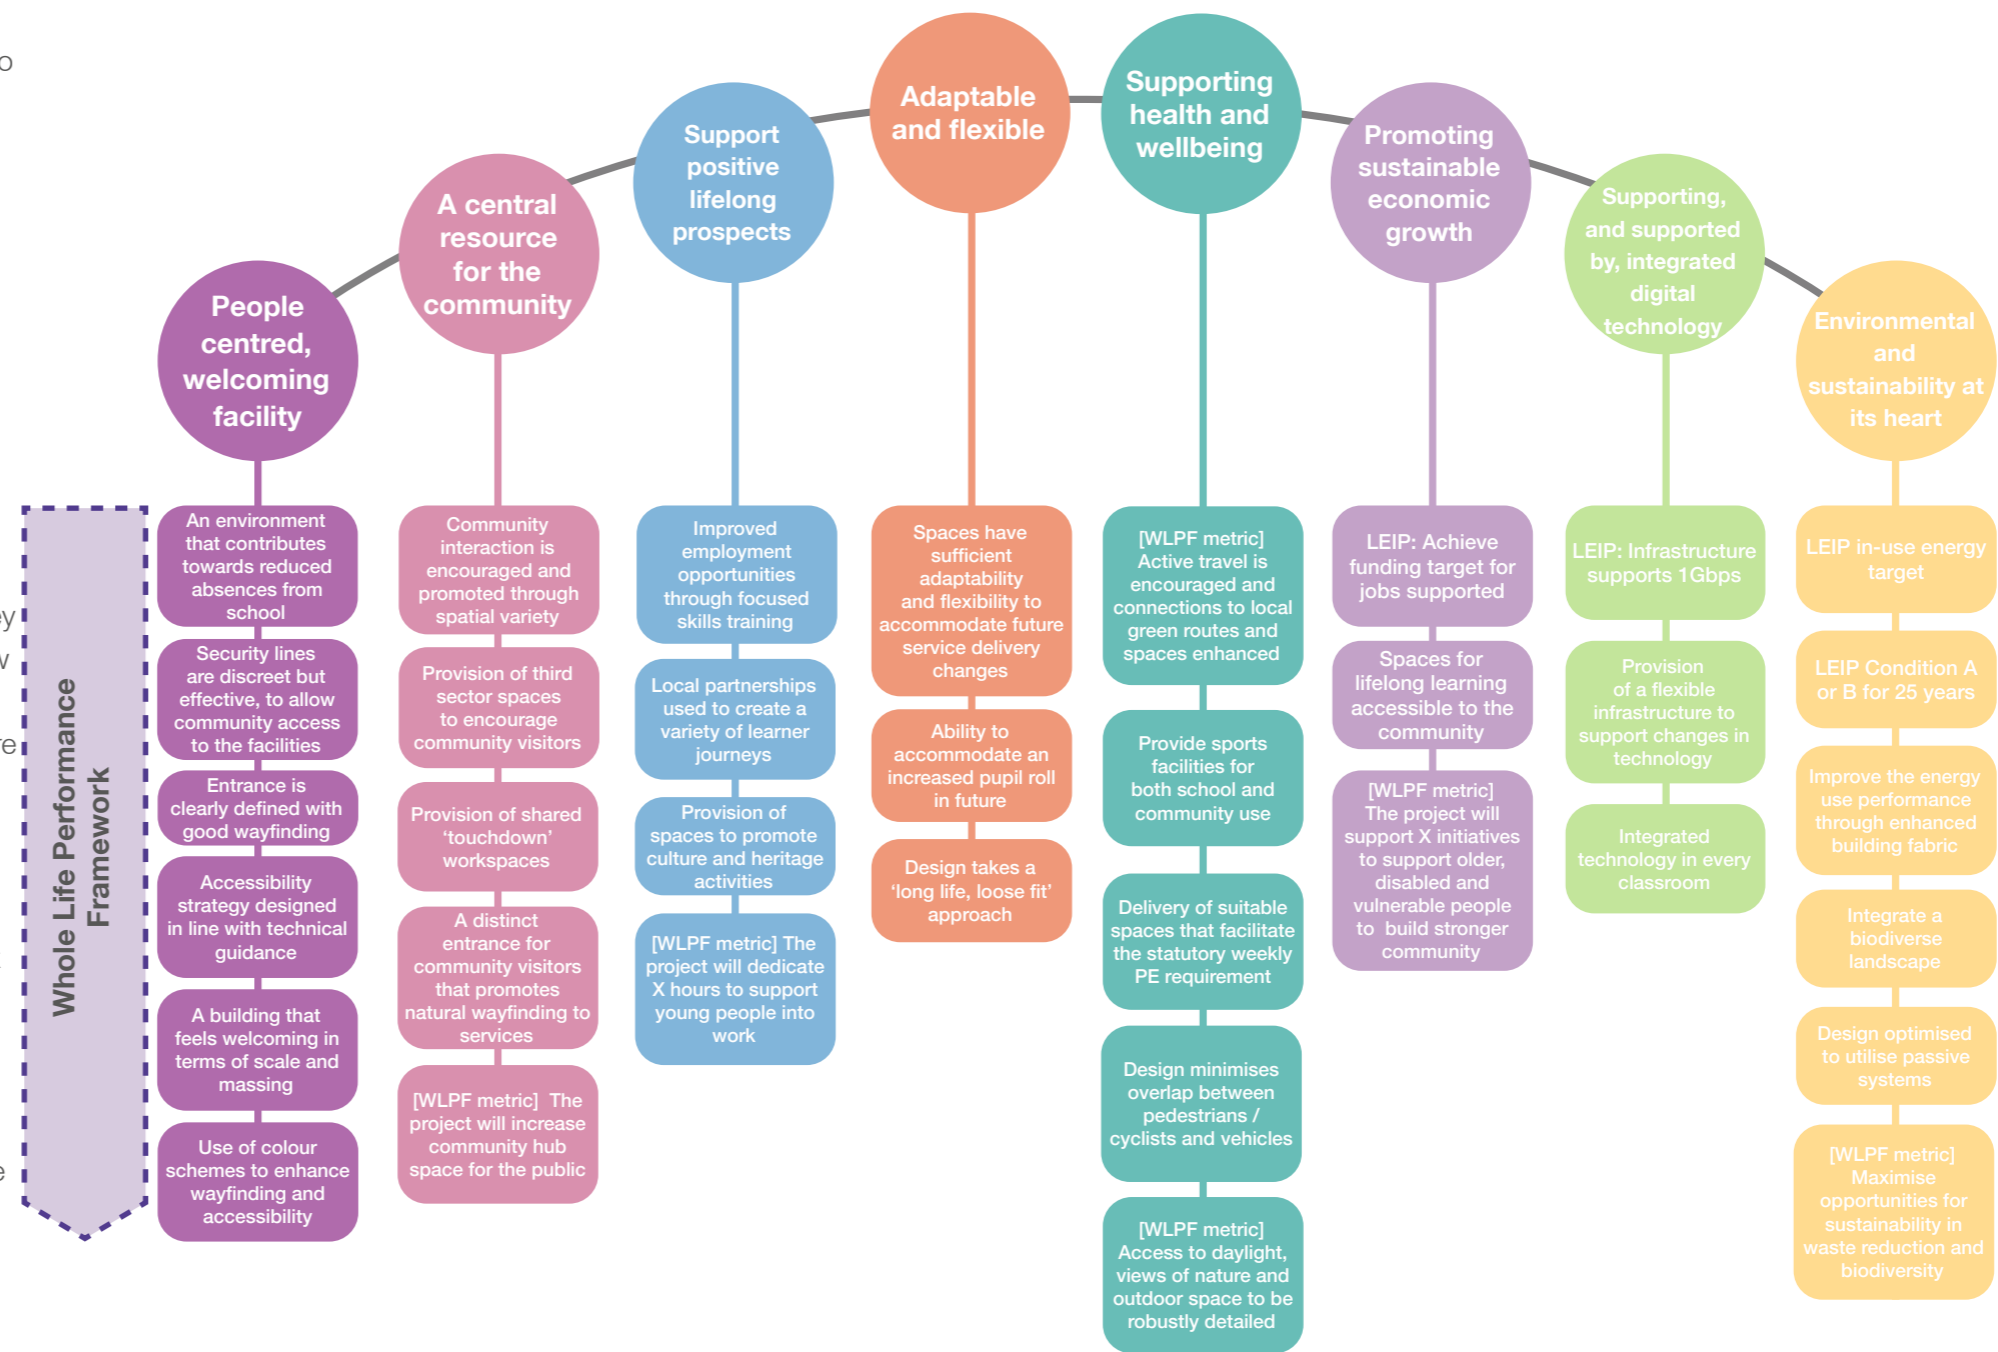 o
ey
w
re
e
Whole Life Performance
Framework
People
centred,
welcoming
facility
An environment
that contributes
towards reduced
absences from
school
Security lines
are discreet but
effective, to allow
community access
to the facilities
Entrance is
clearly defined with
good wayfinding
Accessibility
strategy designed
in line with technical
guidance
A building that
feels welcoming in
terms of scale and
massing
Use of colour
schemes to enhance
wayfinding and
accessibility
A central
resource
for the
community
Community
interaction is
encouraged and
promoted through
spatial variety
Provision of third
sector spaces
to encourage
community visitors
Provision of shared
‘touchdown’
workspaces
A distinct
entrance for
community visitors
that promotes
natural wayfinding to
services
[WLPF metric] The
project will increase
community hub
space for the public
Support
positive
lifelong
prospects
Improved
employment
opportunities
through focused
skills training
Local partnerships
used to create a
variety of learner
journeys
Provision of
spaces to promote
culture and heritage
activities
[WLPF metric] The
project will dedicate
X hours to support
young people into
work
Adaptable
and flexible
Spaces have
sufficient
adaptability
and flexibility to
accommodate future
service delivery
changes
Ability to
accommodate an
increased pupil roll
in future
Design takes a
‘long life, loose fit’
approach
Supporting
health and
wellbeing
[WLPF metric]
Active travel is
encouraged and
connections to local
green routes and
spaces enhanced
Provide sports
facilities for
both school and
community use
Delivery of suitable
spaces that facilitate
the statutory weekly
PE requirement
Design minimises
overlap between
pedestrians /
cyclists and vehicles
[WLPF metric]
Access to daylight,
views of nature and
outdoor space to be
robustly detailed
Promoting
sustainable
economic
growth
LEIP: Achieve
funding target for
jobs supported
Spaces for
lifelong learning
accessible to the
community
[WLPF metric]
The project will
support X initiatives
to support older,
disabled and
vulnerable people
to build stronger
community
Supporting,
and supported
by, integrated
digital
technology
LEIP: Infrastructure
supports 1Gbps
Provision
of a flexible
infrastructure to
support changes in
technology
Integrated
technology in every
classroom
Environmental
and
sustainability at
its heart
LEIP in-use energy
target
LEIP Condition A
or B for 25 years
Improve the energy
use performance
through enhanced
building fabric
Integrate a
biodiverse
landscape
Design optimised
to utilise passive
systems
[WLPF metric]
Maximise
opportunities for
sustainability in
waste reduction and
biodiversity